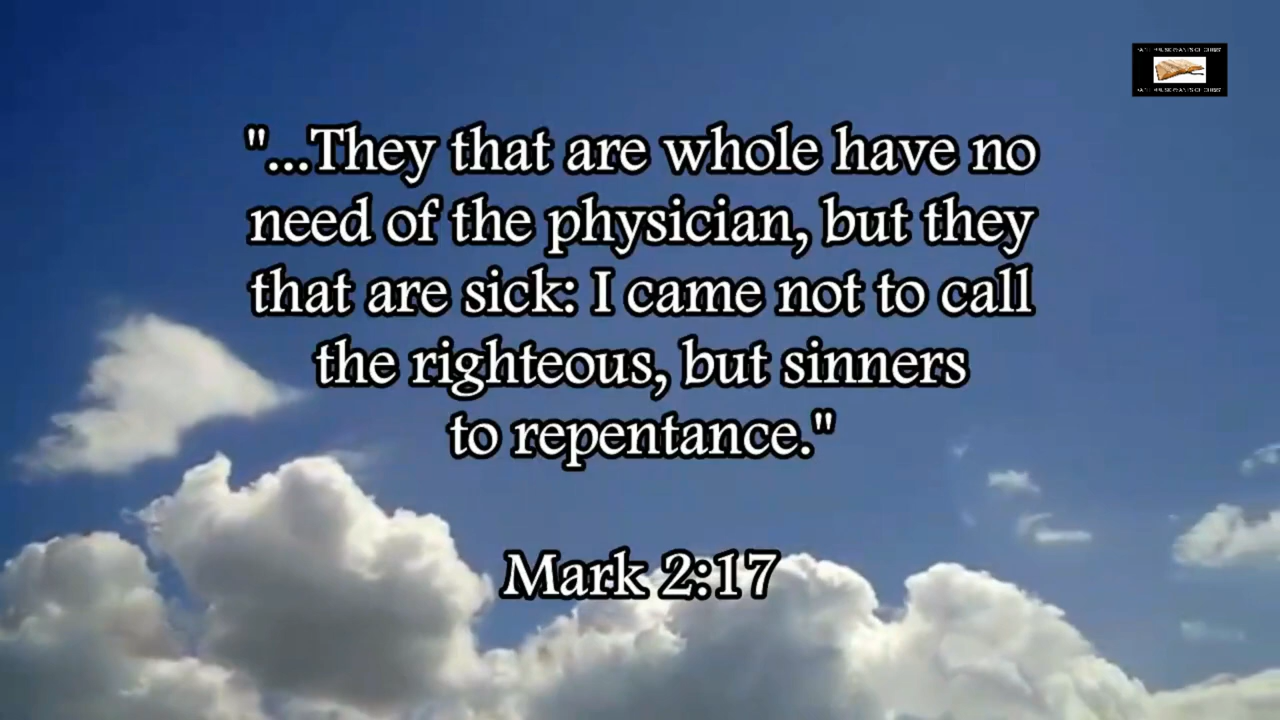 "...They that are whole have no
need of the physician, but they
that are sick: I came not to call
the righteous, but sinners
to repentance."
Mark 2:17